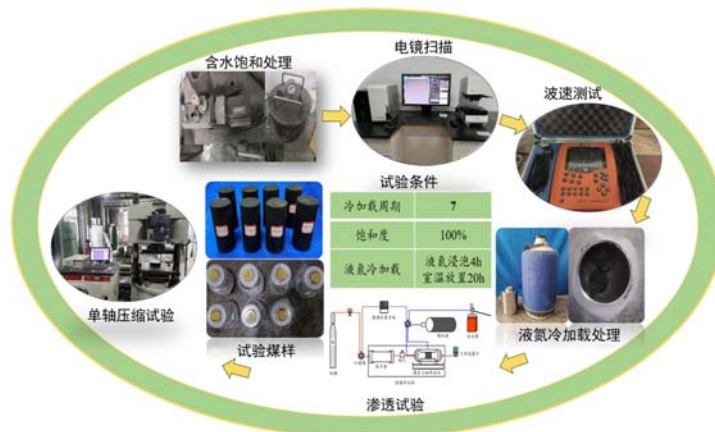 含水饱和处理
电镜扫描
波速测试
试验条件
冷加载周期 7
饱和度 100%
液氮冷加载 液氮浸泡4h
室温放置20h
单轴压缩试验
试验煤样
液氮冷加载处理
渗透试验